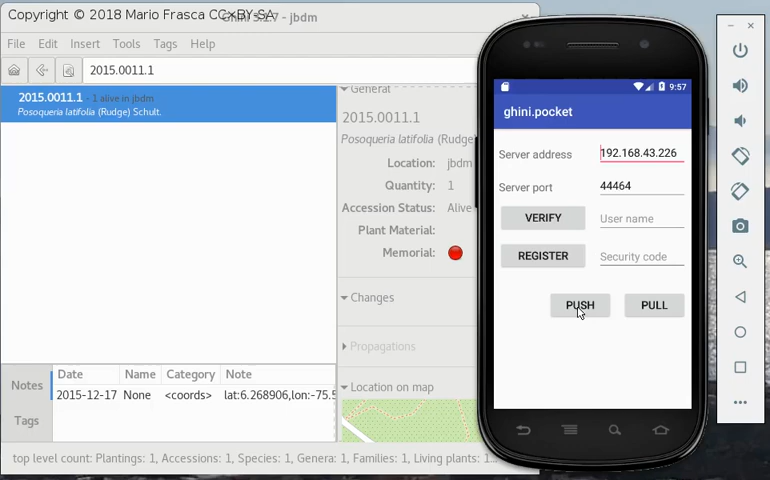 Copyright © 2018 Mario Frasca CC×BY-SA
- jbdm
File Edit Insert Tools Tags Help
2015.0011.1
2015.0011.1 - 1 alive in jbdm
Posoqueria latifolia (Rudge) Schult.
General
2015.0011.1
Posoqueria latifolia (Rudge)
Location: jbdm
Quantity: 1
Accession Status: Alive
Plant Material:
Memorial:
Changes
Propagations
Location on map
Notes
Tags
Date Name Category Note
2015-12-17 None <coords> lat:6.268906,lon:-75.5
top level count: Plantings: 1, Accessions: 1, Species: 1, Genera: 1, Families: 1, Living plants: 1...
9:57
ghini.pocket
Server address 192.168.43.226
Server port 44464
VERIFY User name
REGISTER Security code
PUSH PULL